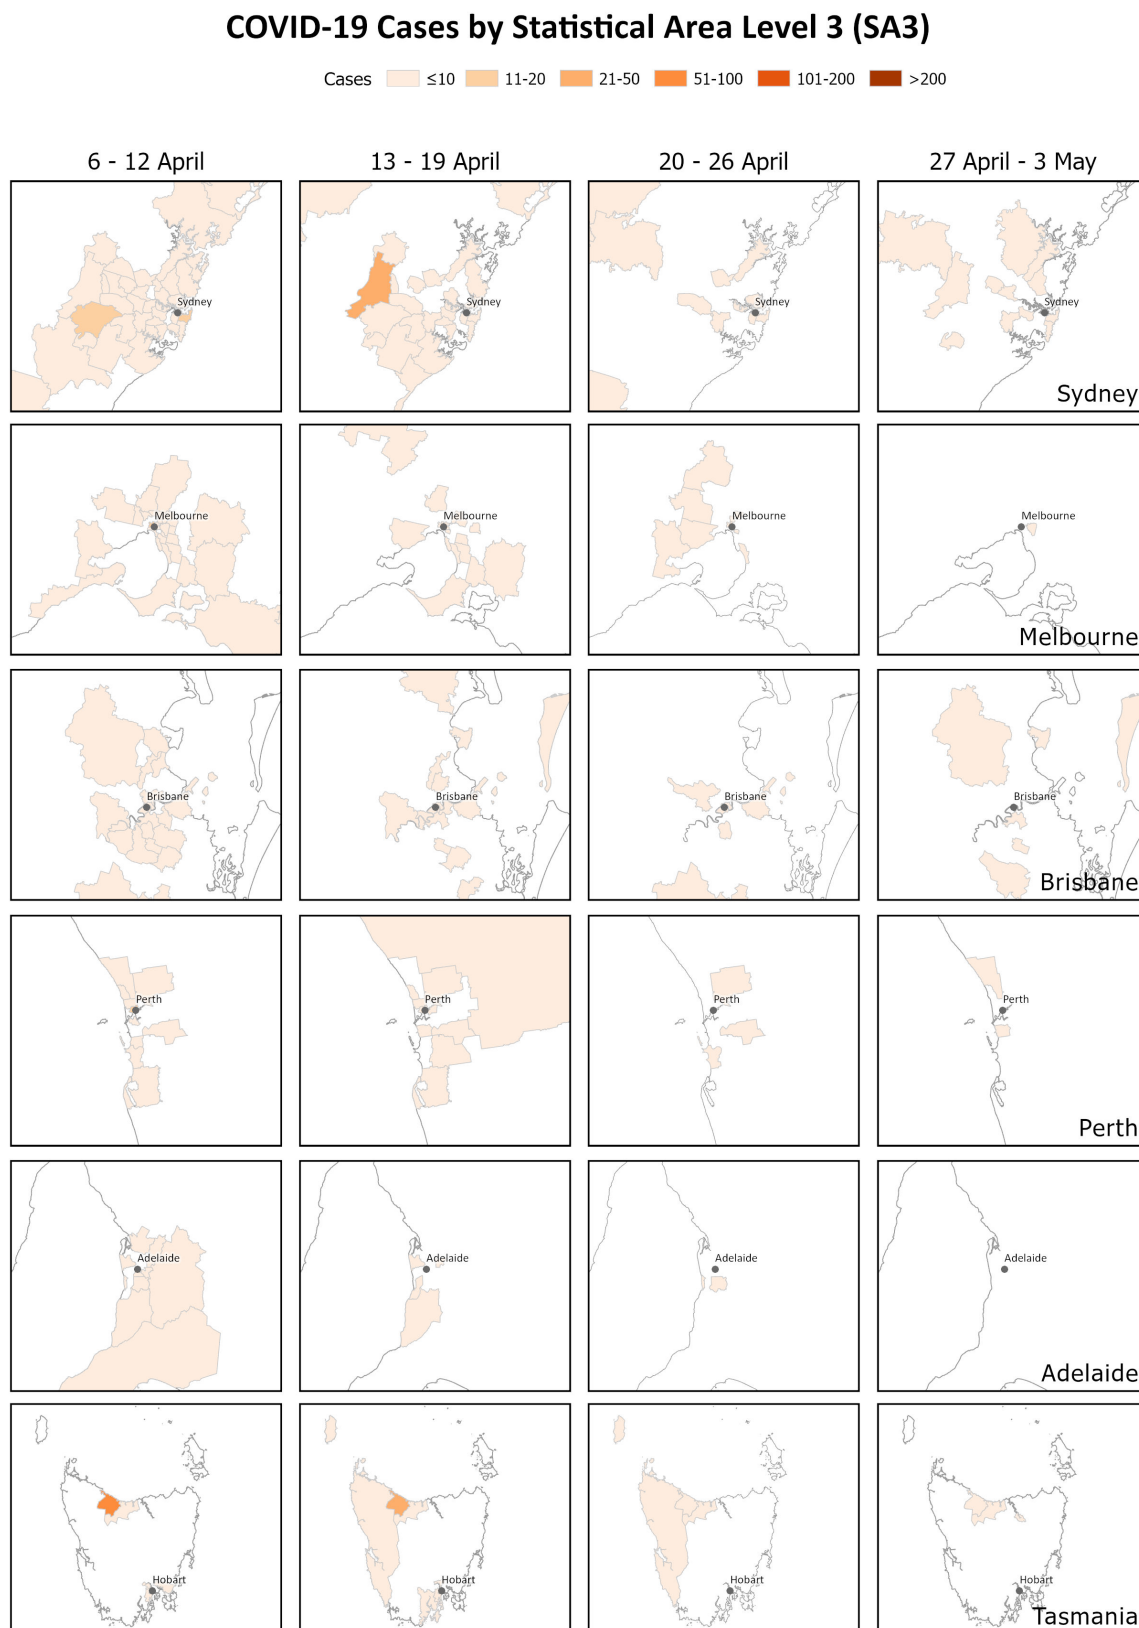 COVID-19 Cases by Statistical Area Level 3 (SA3)
Cases ≤10 11-20 21-50 51-100 101-200 >200
6 - 12 April 13 - 19 April 20 - 26 April 27 April - 3 May
Sydney Sydney Sydney Sydney
Sydney
Melbourne Melbourne Melbourne Melbourne
Melbourne
Brisbane Brisbane Brisbane Brisbane
Brisbane
Perth Perth Perth Perth
Perth
Adelaide Adelaide Adelaide Adelaide
Adelaide
Hobart Hobart Hobart Hobart
Tasmania